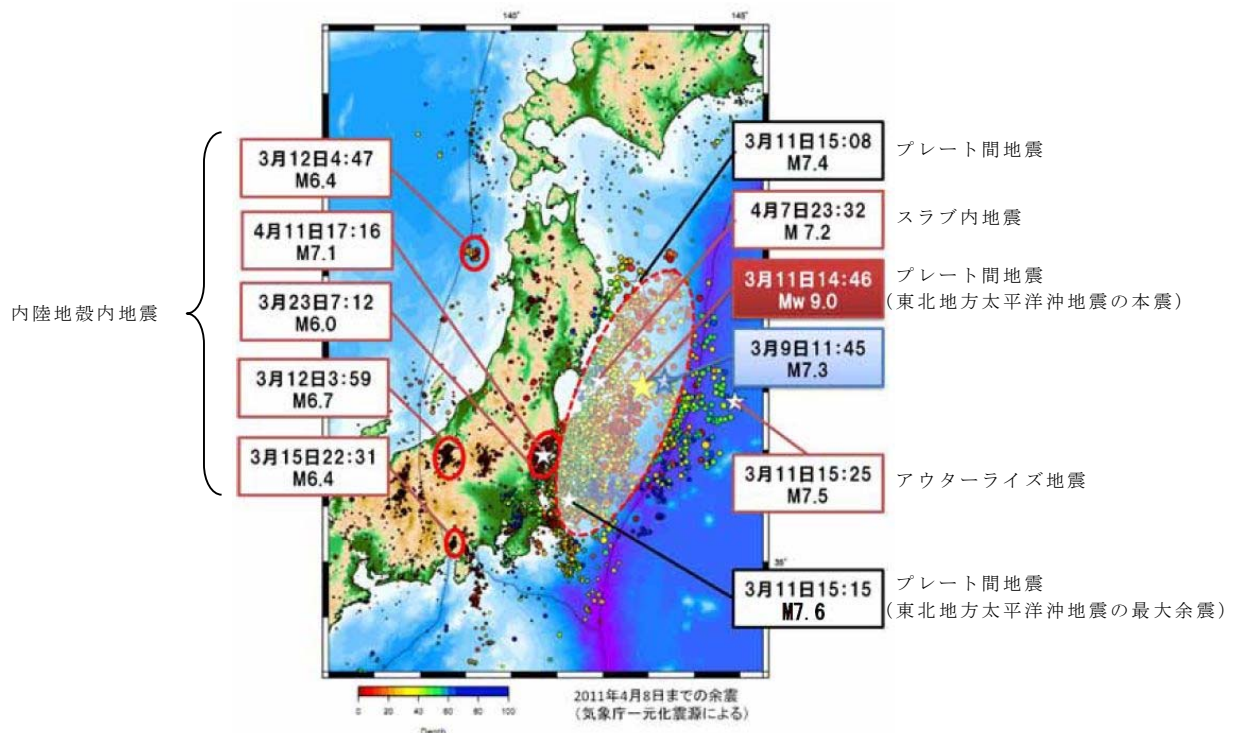 140°
145°
内陸地殻内地震
3月12日4:47
M6.4
4月11日17:16
M7.1
3月23日7:12
M6.0
3月12日3:59
M6.7
3月15日22:31
M6.4
3月11日15:08
M7.4
プレート間地震
4月7日23:32
M 7.2
スラブ内地震
3月11日14:46
Mw 9.0
プレート間地震
(東北地方太平洋沖地震の本震)
3月9日11:45
M7.3
3月11日15:25
M7.5
アウターライズ地震
35°
3月11日15:15
M7.6
プレート間地震
(東北地方太平洋沖地震の最大余震)
0 20 40 60 80 100
Depth
2011年4月8日までの余震
(気象庁一元化震源による)